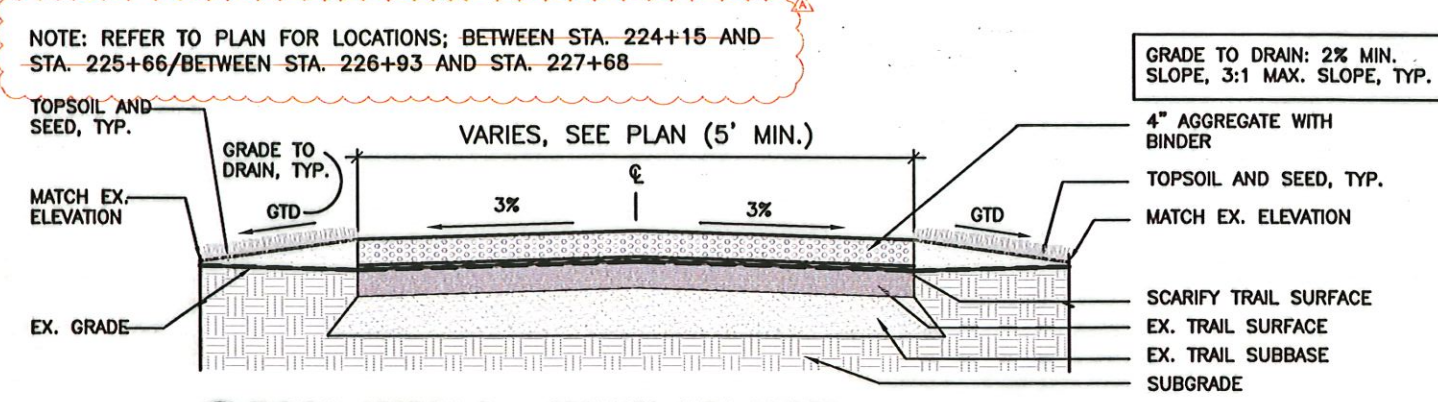 A
NOTE: REFER TO PLAN FOR LOCATIONS; BETWEEN STA. 224+15 AND
STA. 225+66/BETWEEN STA. 226+93 AND STA. 227+68
GRADE TO DRAIN: 2% MIN.
SLOPE, 3:1 MAX. SLOPE, TYP.
TOPSOIL AND
SEED, TYP.
GRADE TO
DRAIN, TYP.
VARIES, SEE PLAN (5' MIN.)
℄
4" AGGREGATE WITH
BINDER
MATCH EX.
ELEVATION
GTD
3%
3%
GTD
TOPSOIL AND SEED, TYP.
MATCH EX. ELEVATION
EX. GRADE
SCARIFY TRAIL SURFACE
EX. TRAIL SURFACE
EX. TRAIL SUBBASE
SUBGRADE